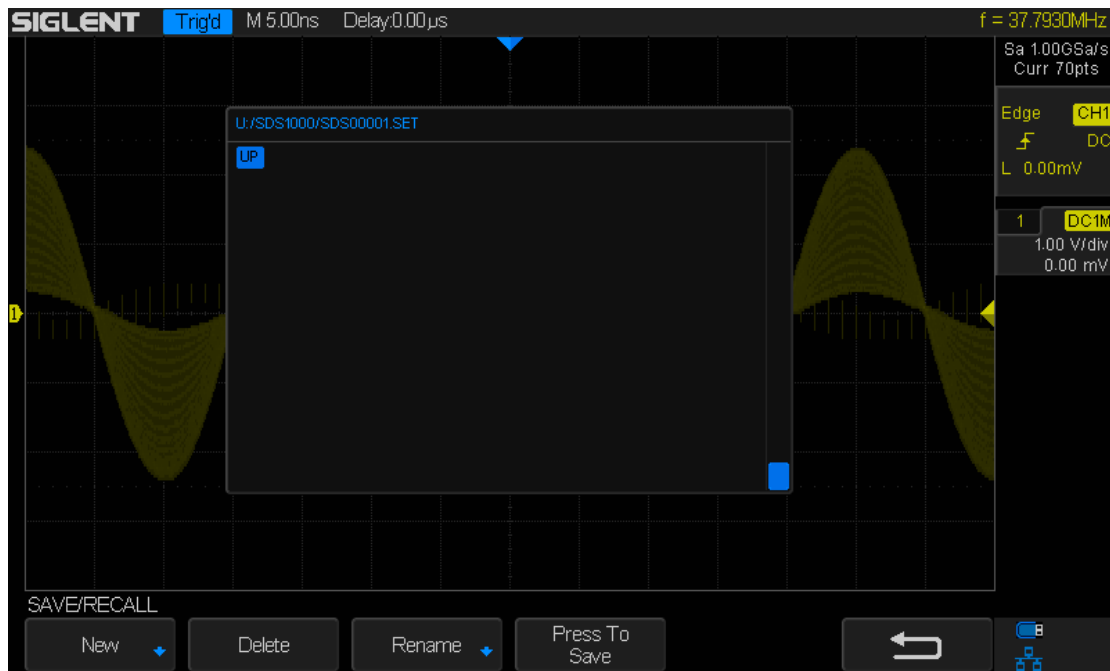 SIGLENT Trig'd M 5.00ns Delay:0.00µs f = 37.7930MHz
Sa 1.00GSa/s
Curr 70pts
U:/SDS1000/SDS00001.SET
Edge CH1
UP
DC
L 0.00mV
1 DC1M
1.00 V/div
0.00 mV
1
SAVE/RECALL
New Delete Rename Press To
Save